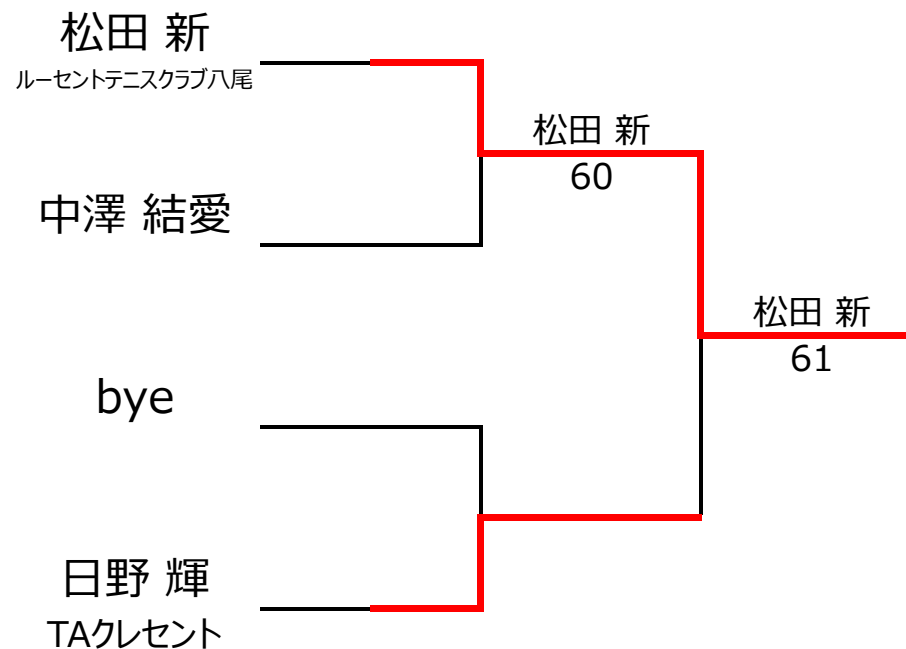 松田 新
ルーセントテニスクラブ八尾
松田 新
60
中澤 結愛
松田 新
61
bye
日野 輝
TAクレセント